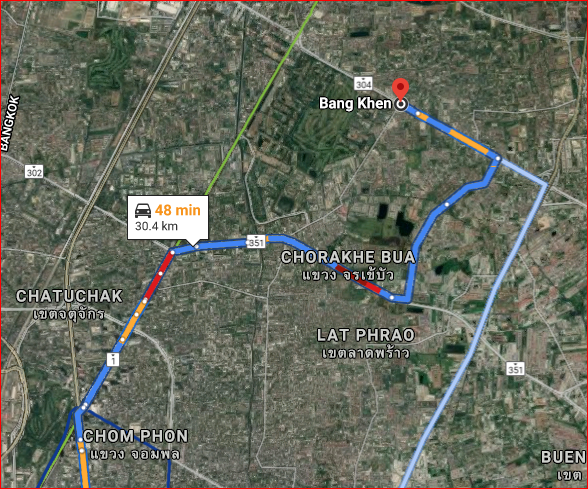 304
Bang Khen
BANGKOK
302
48 min
30.4 km
351
CHORAKHE BUA
แขวง จรเข้บัว
CHATUCHAK
เขตจตุจักร
LAT PHRAO
เขตลาดพร้าว
1
351
CHOM PHON
แขวง จอมพล
BUEN
เขต